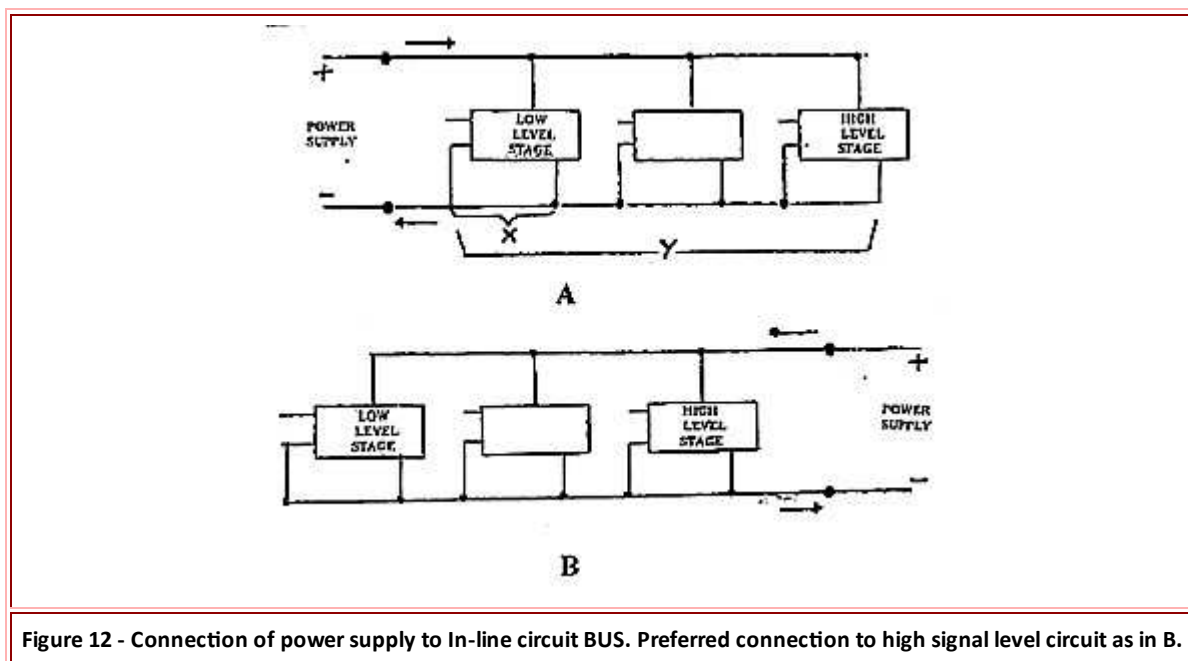 +
POWER
SUPPLY
-
LOW
LEVEL
STAGE
HIGH
LEVEL
STAGE
X
Y
A
LOW
LEVEL
STAGE
HIGH
LEVEL
STAGE
+
POWER
SUPPLY
-
B
Figure 12 - Connection of power supply to In-line circuit BUS. Preferred connection to high signal level circuit as in B.